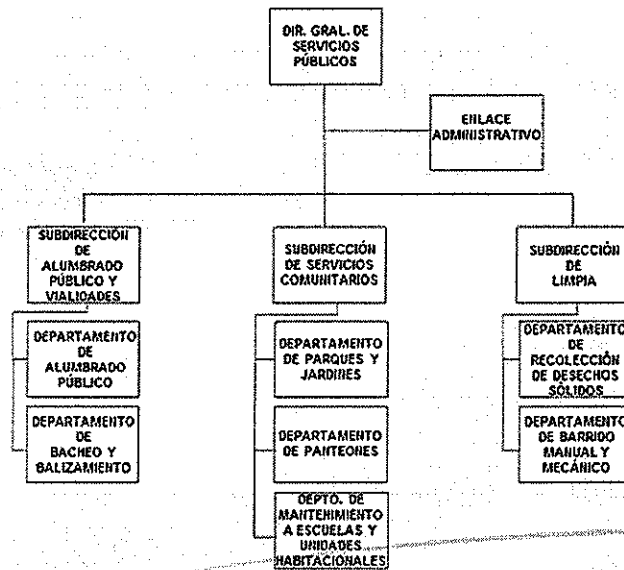 DIR. GRAL. DE
SERVICIOS
PÚBLICOS
ENLACE
ADMINISTRATIVO
SUBDIRECCIÓN
DE
ALUMBRADO
PÚBLICO Y
VIALIDADES
DEPARTAMENTO
DE
ALUMBRADO
PÚBLICO
DEPARTAMENTO
DE
BACHEO Y
BALIZAMIENTO
SUBDIRECCIÓN
DE SERVICIOS
COMUNITARIOS
DEPARTAMENTO
DE PARQUES Y
JARDINES
DEPARTAMENTO
DE PANTEONES
DEPTO. DE
MANTENIMIENTO
A ESCUELAS Y
UNIDADES
HABITACIONALES
SUBDIRECCIÓN
DE
LIMPIA
DEPARTAMENTO
DE
RECOLECCIÓN
DE DESECHOS
SÓLIDOS
DEPARTAMENTO
DE BARRIDO
MANUAL Y
MECÁNICO